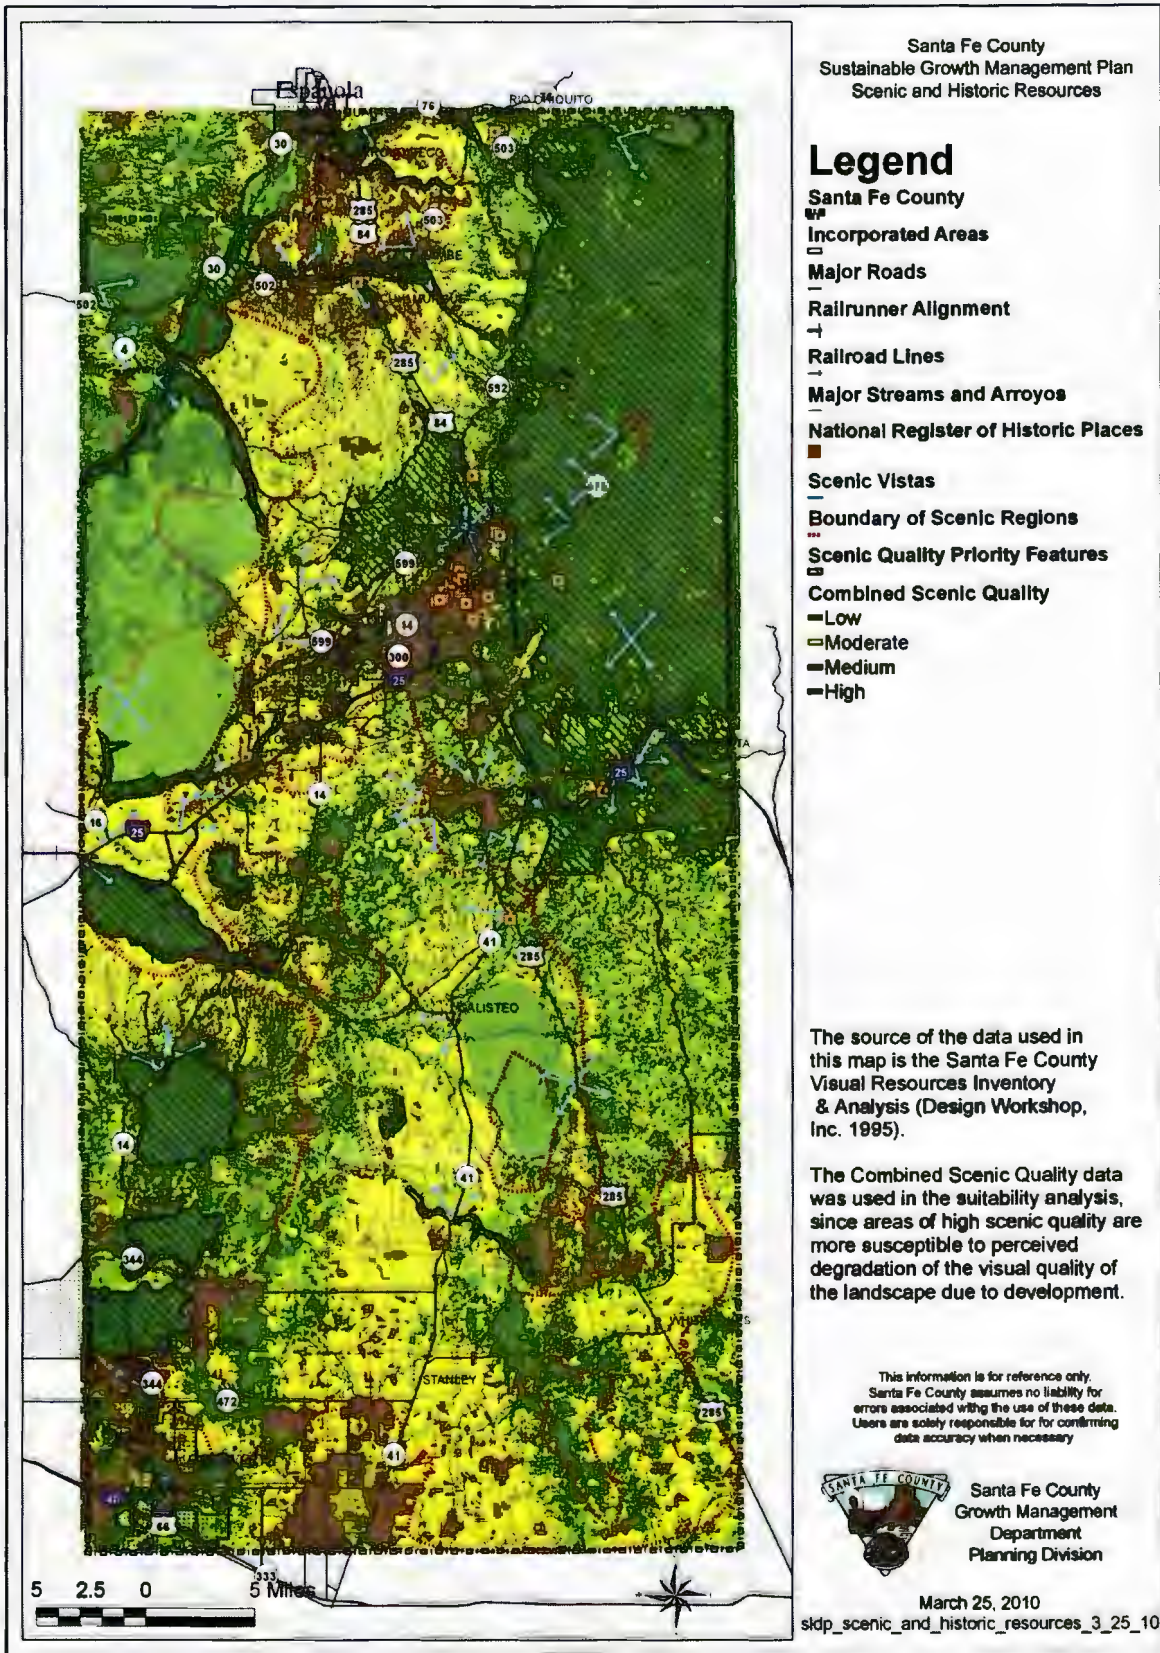 Santa Fe County
Sustainable Growth Management Plan
Scenic and Historic Resources
Legend
Santa Fe County
Incorporated Areas
Major Roads
Railrunner Alignment
Railroad Lines
Major Streams and Arroyos
National Register of Historic Places
Scenic Vistas
Boundary of Scenic Regions
Scenic Quality Priority Features
Combined Scenic Quality
Low
Moderate
Medium
High
The source of the data used in
this map is the Santa Fe County
Visual Resources Inventory
& Analysis (Design Workshop,
Inc. 1995).
The Combined Scenic Quality data
was used in the suitability analysis,
since areas of high scenic quality are
more susceptible to perceived
degradation of the visual quality of
the landscape due to development.
This information is for reference only.
Santa Fe County assumes no liability for
errors associated withg the use of these data.
Users are solely responsible for for confirming
data accuracy when necessary
SANTA FE COUNTY
Santa Fe County
Growth Management
Department
Planning Division
March 25, 2010
sldp_scenic_and_historic_resources_3_25_10
Española
76
30
503
285
84
503
30
502
502
4
285
592
84
599
14
599
300
25
25
14
16
25
41
285
GALISTEO
14
41
285
344
STANLEY
344
472
285
41
66
333
5 2.5 0 5 Miles